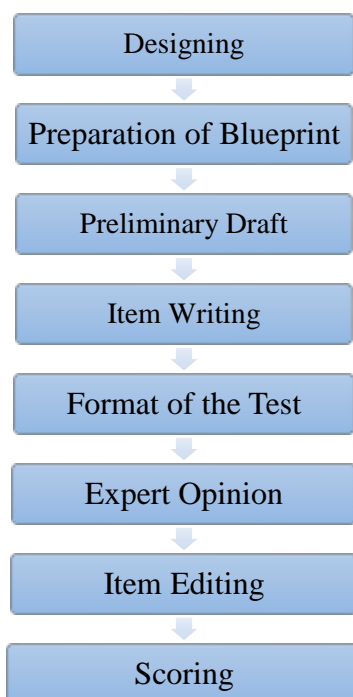 Designing
Preparation of Blueprint
Preliminary Draft
Item Writing
Format of the Test
Expert Opinion
Item Editing
Scoring